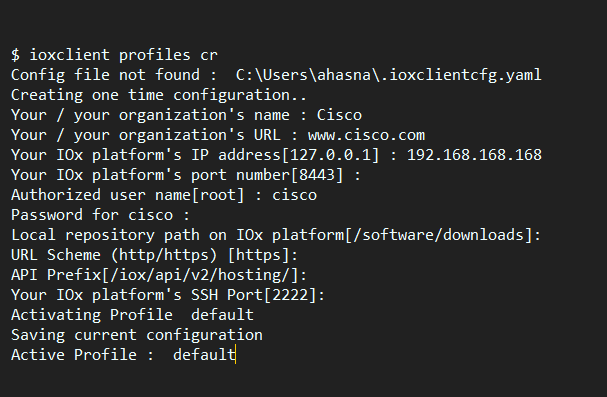 $ ioxclient profiles cr
Config file not found :  C:\Users\ahasna\.ioxclientcfg.yaml
Creating one time configuration..
Your / your organization's name : Cisco
Your / your organization's URL : www.cisco.com
Your IOx platform's IP address[127.0.0.1] : 192.168.168.168
Your IOx platform's port number[8443] :
Authorized user name[root] : cisco
Password for cisco :
Local repository path on IOx platform[/software/downloads]:
URL Scheme (http/https) [https]:
API Prefix[/iox/api/v2/hosting/]:
Your IOx platform's SSH Port[2222]:
Activating Profile  default
Saving current configuration
Active Profile :  default